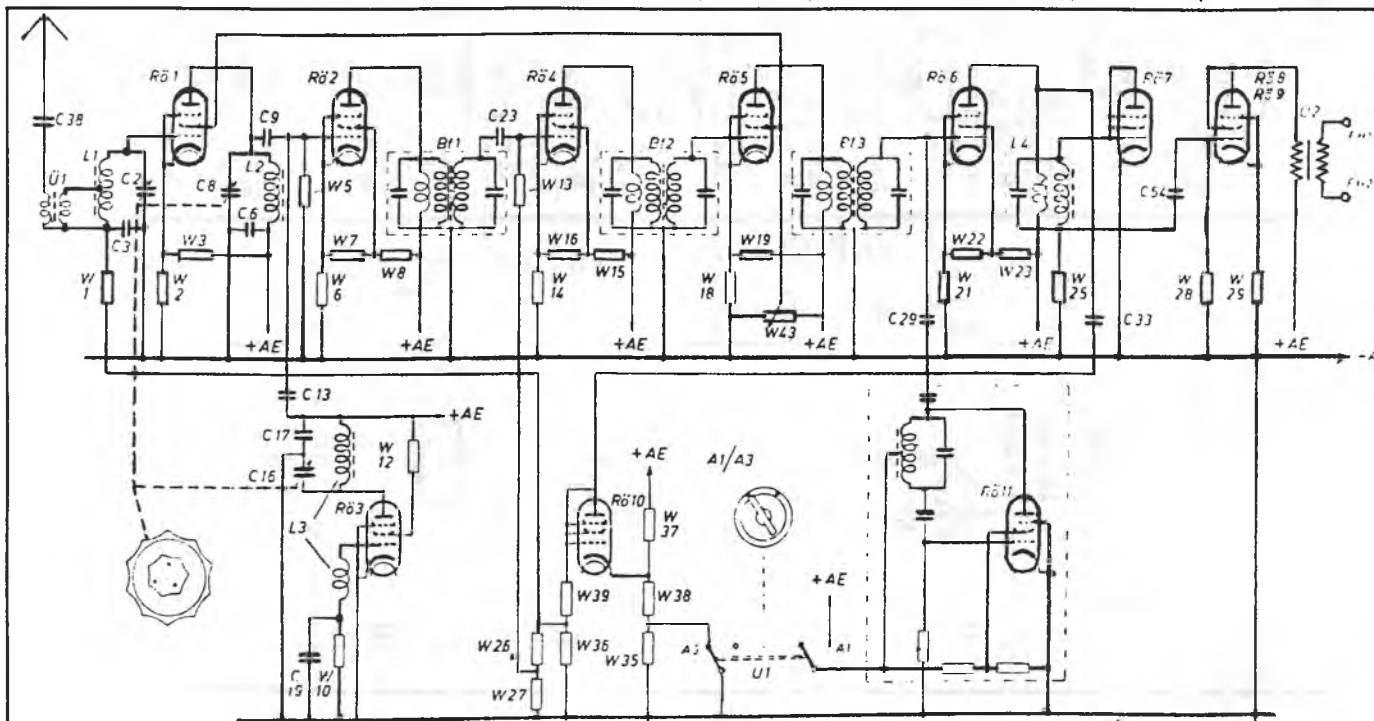 C38
Ü1
L1
C2
C3
W 1
Rö1
W3
W 2
C9
C8
L2
C6
W5
Rö2
W7
W8
W 6
Bf1
C23
W13
Rö4
W16
W15
W 14
Bf2
Rö5
W19
W 18
W43
Bf3
Rö6
W22
W23
W 21
C29
L4
W 25
Rö7
C33
C54
Rö8
Rö9
W 28
W 29
+AE
+AE
+AE
+AE
+AE
+AE
C13
+AE
C17
C16
W 12
Rö3
L3
C 19
W 10
W26
W27
Rö10
W39
W36
+AE
W 37
W38
W35
A1/A3
+AE
A3
U1
A1
Rö11